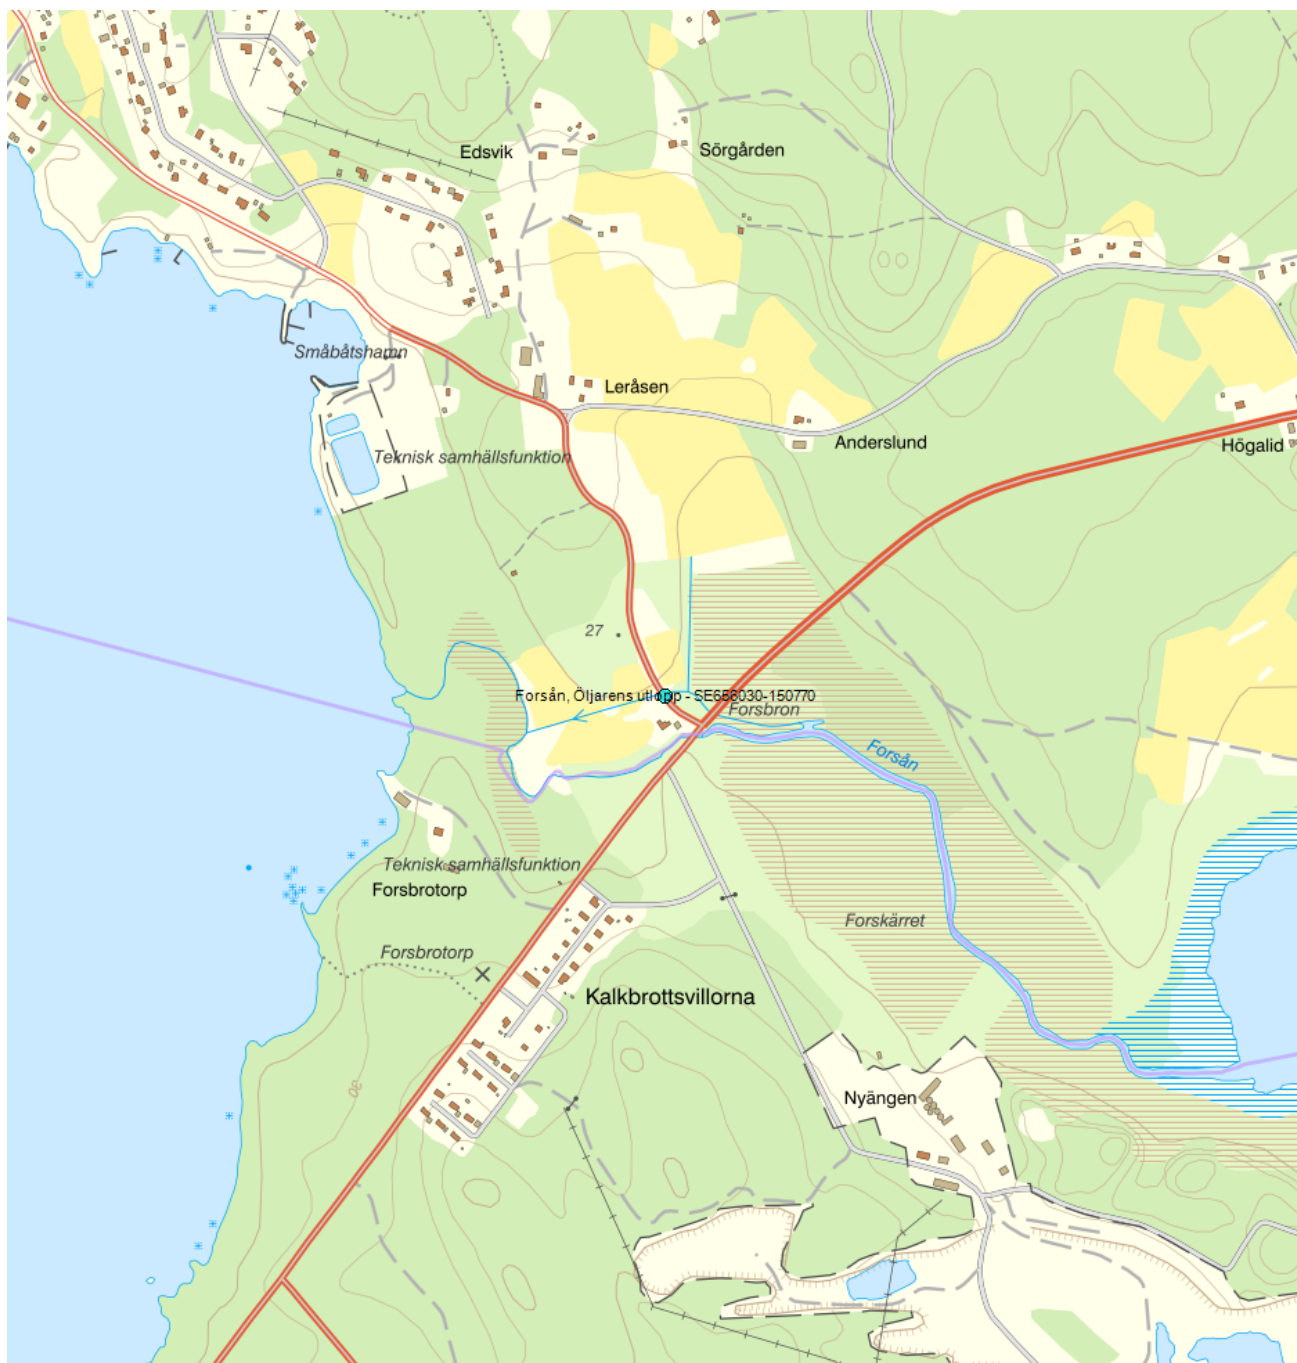 Edsvik
Sörgården
Småbåtshamn
Leråsen
Anderslund
Högalid
Teknisk samhällsfunktion
27
Forsån, Öljarens utlopp - SE656030-150770
Forsbron
Forsån
Teknisk samhällsfunktion
Forsbrotorp
Forskärret
Forsbrotorp
Kalkbrottsvillorna
30
Nyängen